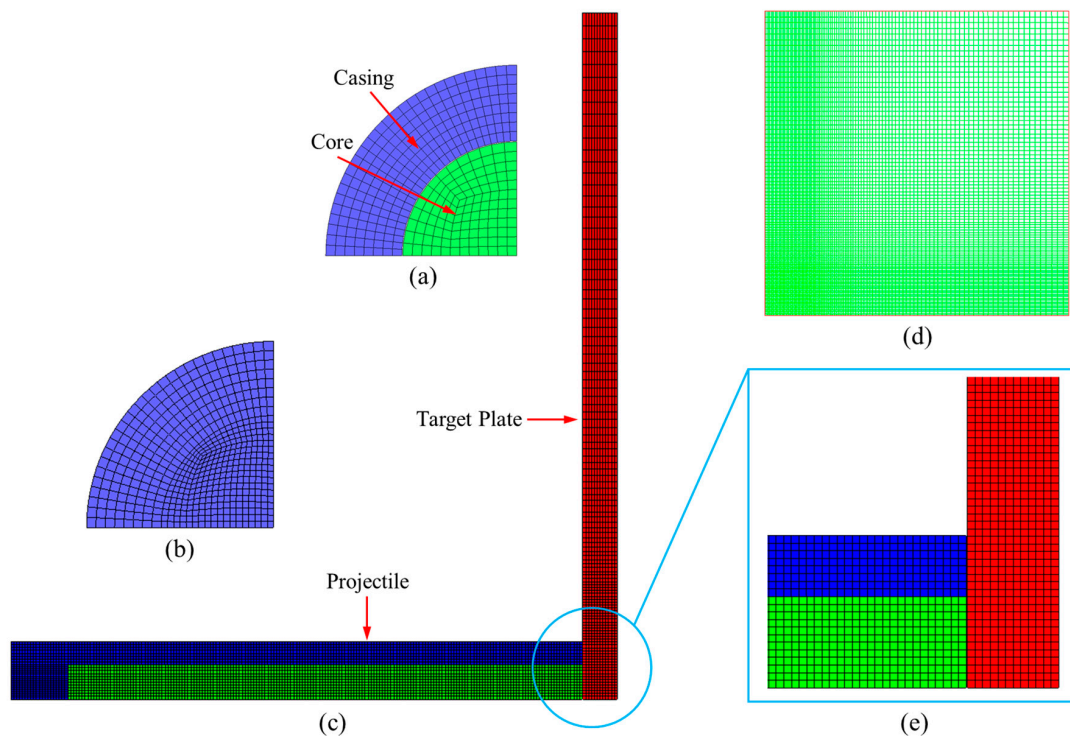 Casing
Core
(a)
(d)
Target Plate
(b)
Projectile
(c)
(e)